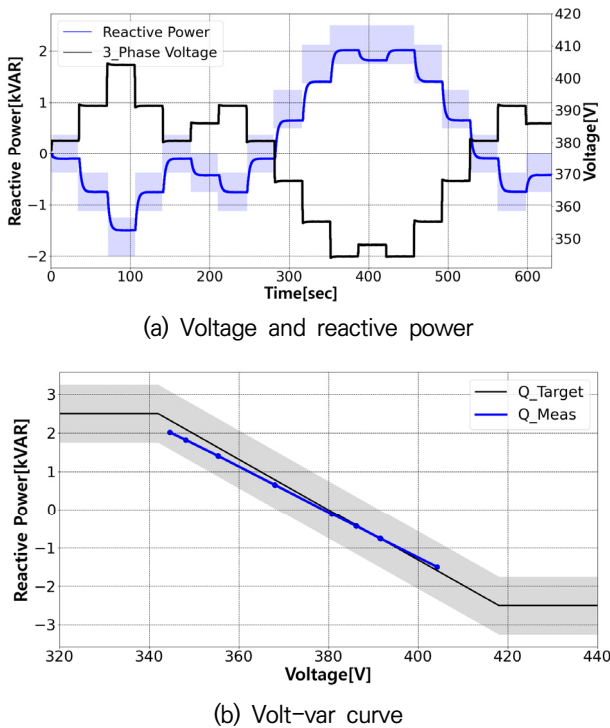 Reactive Power
3_Phase Voltage
Reactive Power[kVAR]
2
1
0
−1
−2
420
410
400
390
380
370
360
350
Voltage[V]
0 100 200 300 400 500 600
Time[sec]
(a) Voltage and reactive power
Q_Target
Q_Meas
Reactive Power[kVAR]
3
2
1
0
−1
−2
−3
320 340 360 380 400 420 440
Voltage[V]
(b) Volt-var curve